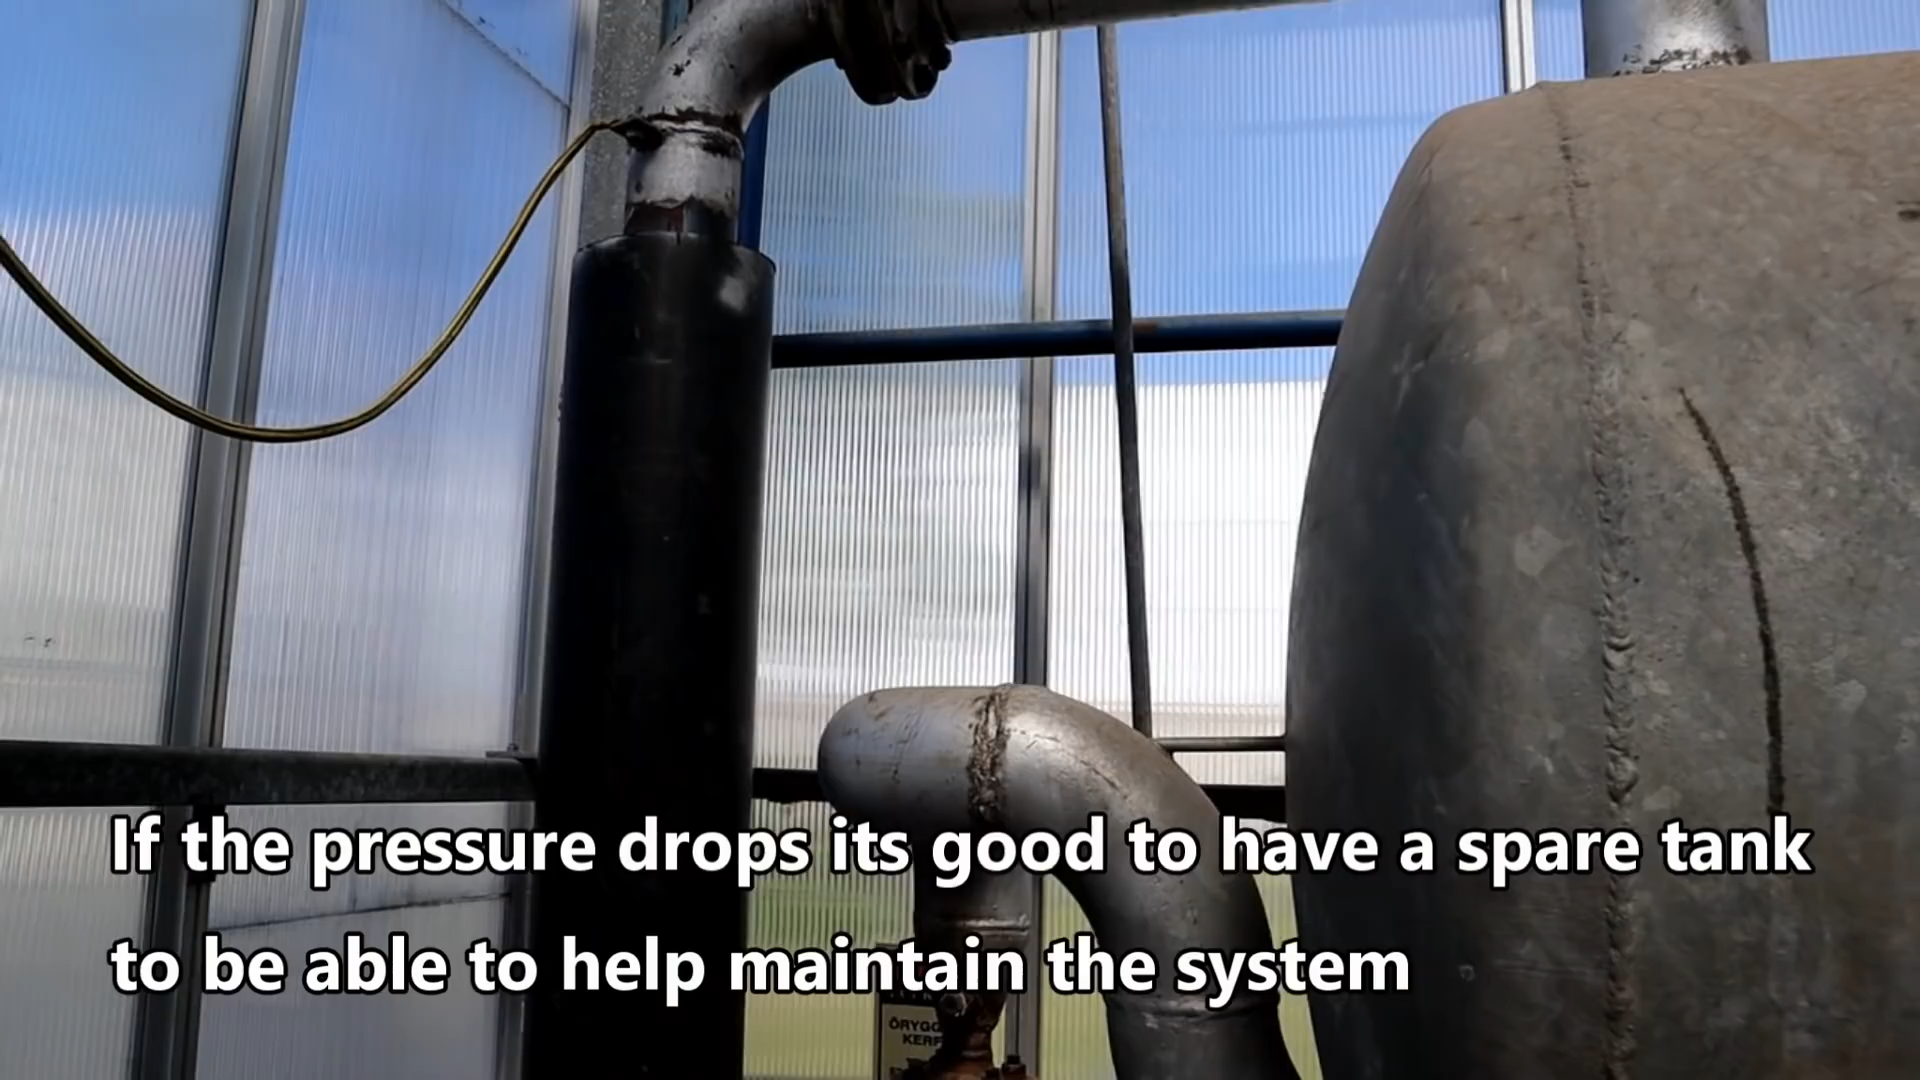 If the pressure drops its good to have a spare tank
to be able to help maintain the system